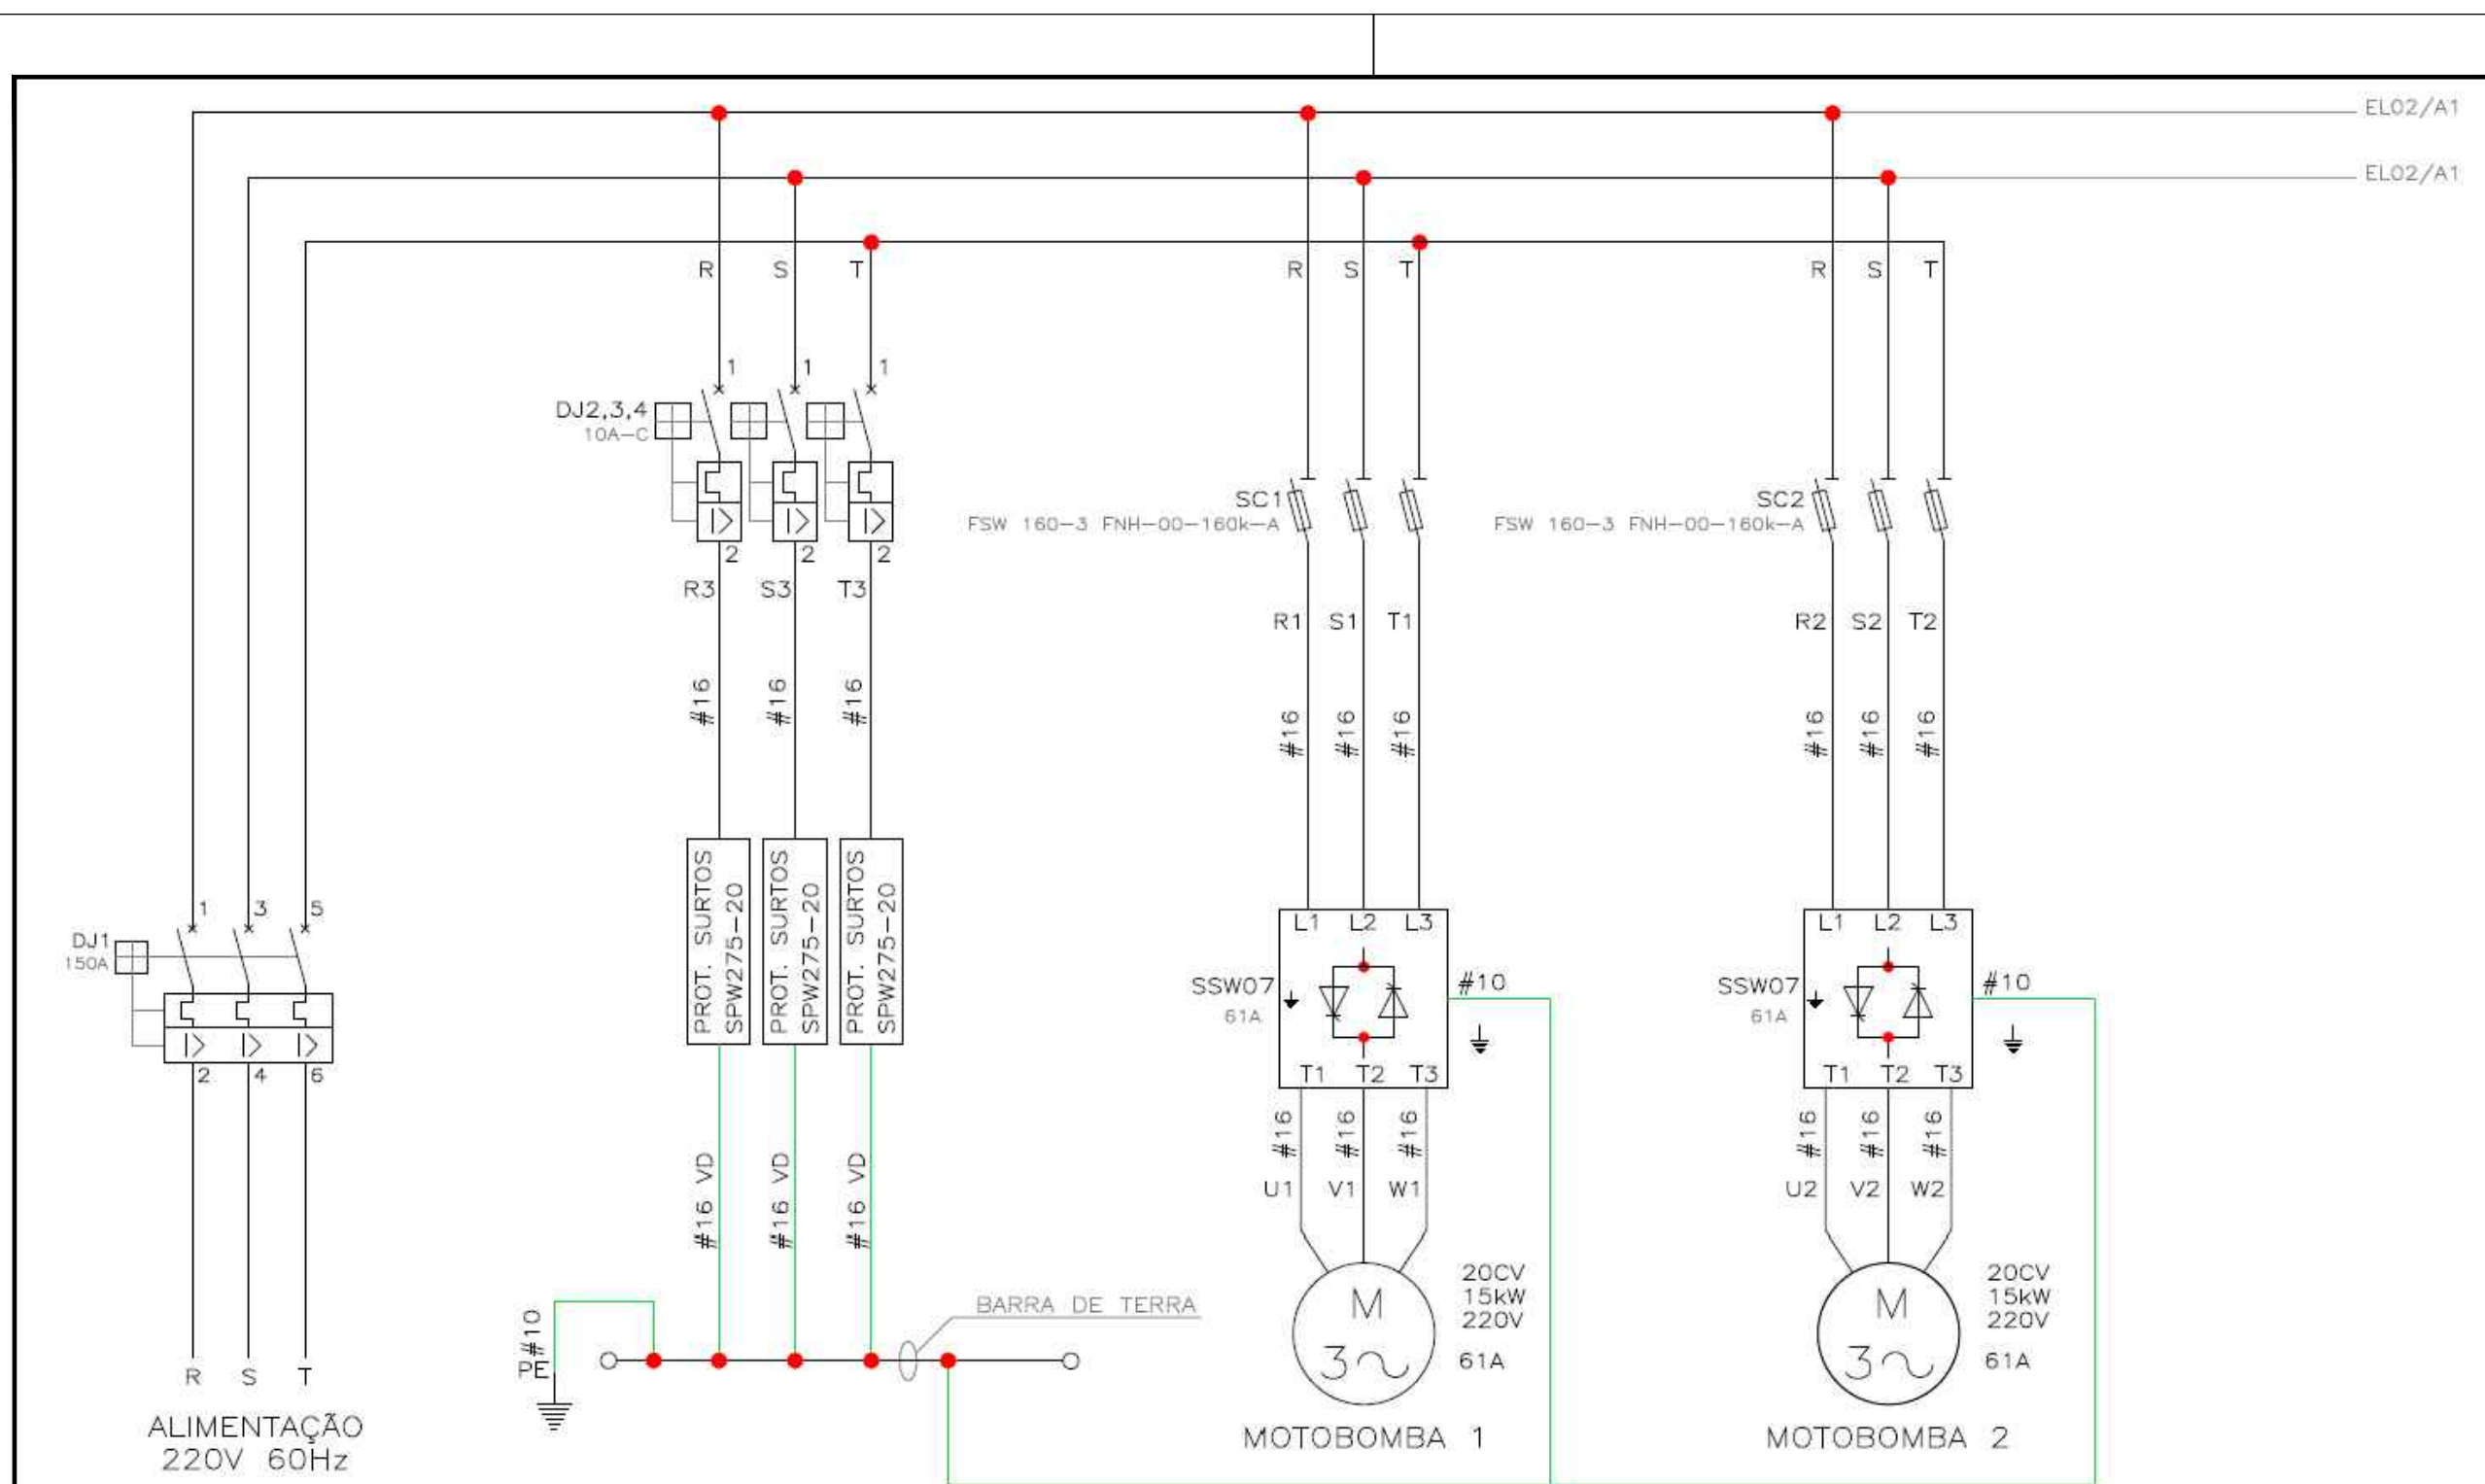 EL02/A1
EL02/A1
R S T
R S T
R S T
1 1 1
DJ2,3,4
10A-C
SC1
FSW 160-3 FNH-00-160k-A
SC2
FSW 160-3 FNH-00-160k-A
2 2 2
R3 S3 T3
R1 S1 T1
R2 S2 T2
#16 #16 #16
#16 #16 #16
#16 #16 #16
PROT. SURTOS
SPW275-20
PROT. SURTOS
SPW275-20
PROT. SURTOS
SPW275-20
1 3 5
DJ1
150A
2 4 6
L1 L2 L3
SSW07
61A
#10
T1 T2 T3
L1 L2 L3
SSW07
61A
#10
T1 T2 T3
#16 VD #16 VD #16 VD
#16 #16 #16
U1 V1 W1
#16 #16 #16
U2 V2 W2
#10
PE
BARRA DE TERRA
M
3
20CV
15kW
220V
61A
M
3
20CV
15kW
220V
61A
R S T
ALIMENTAÇÃO
220V 60Hz
MOTOBOMBA 1
MOTOBOMBA 2